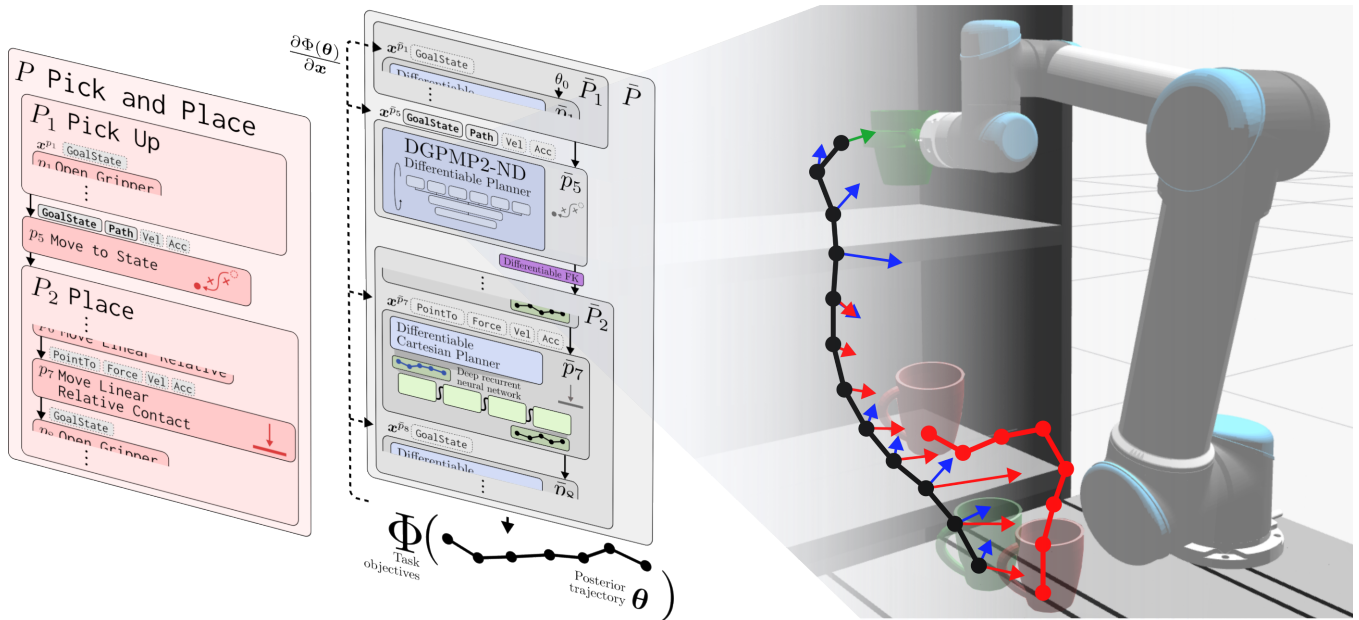 P Pick and Place
P₁ Pick Up
x^{p₁} GoalState
p₁ Open Gripper
⋮
GoalState Path Vel Acc
p₅ Move to State
P₂ Place
⋮
p₆ Move Linear Relative
PointTo Force Vel Acc
p₇ Move Linear
Relative Contact
GoalState
p₈ Open Gripper
⋮
∂Φ(θ)
∂x
x^{p̄₁} GoalState
θ₀
P̄₁
P̄
Differentiable
p̄₁
⋮
x^{p̄₅} GoalState Path Vel Acc
DGPMP2-ND
Differentiable Planner
p̄₅
Differentiable FK
⋮
P̄₂
x^{p̄₇} PointTo Force Vel Acc
Differentiable
Cartesian Planner
p̄₇
Deep recurrent
neural network
x^{p̄₈} GoalState
Differentiable
p̄₈
⋮
Φ(
Task
objectives
Posterior
trajectory θ
)